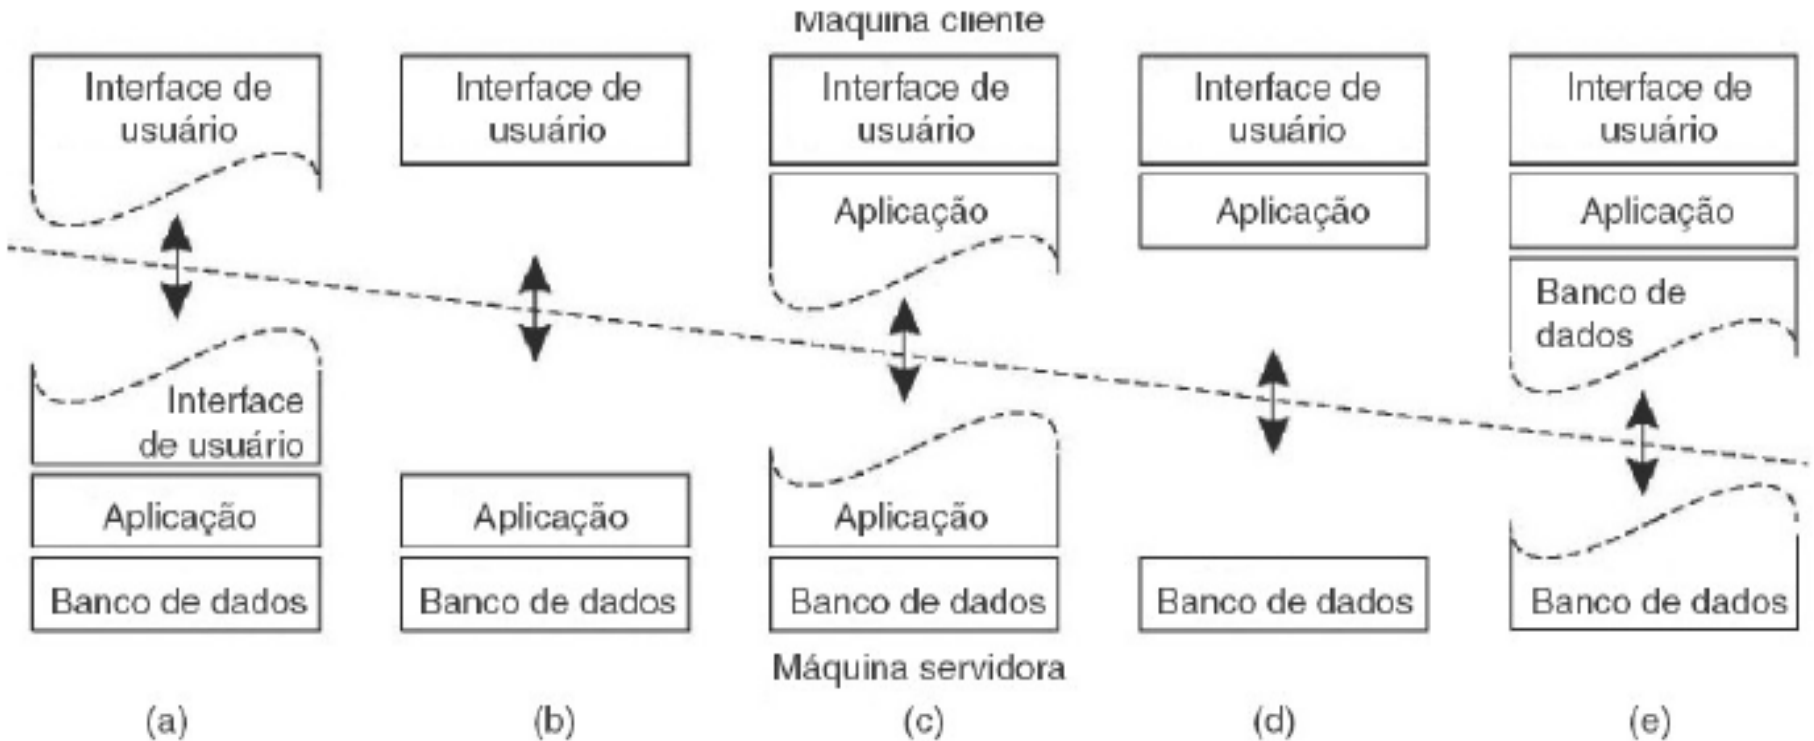 Máquina cliente
Interface de
usuário
Interface de
usuário
Interface de
usuário
Interface de
usuário
Interface de
usuário
Aplicação
Aplicação
Aplicação
Banco de
dados
Interface
de usuário
Aplicação
Aplicação
Aplicação
Banco de dados
Banco de dados
Banco de dados
Banco de dados
Banco de dados
Máquina servidora
(a)
(b)
(c)
(d)
(e)